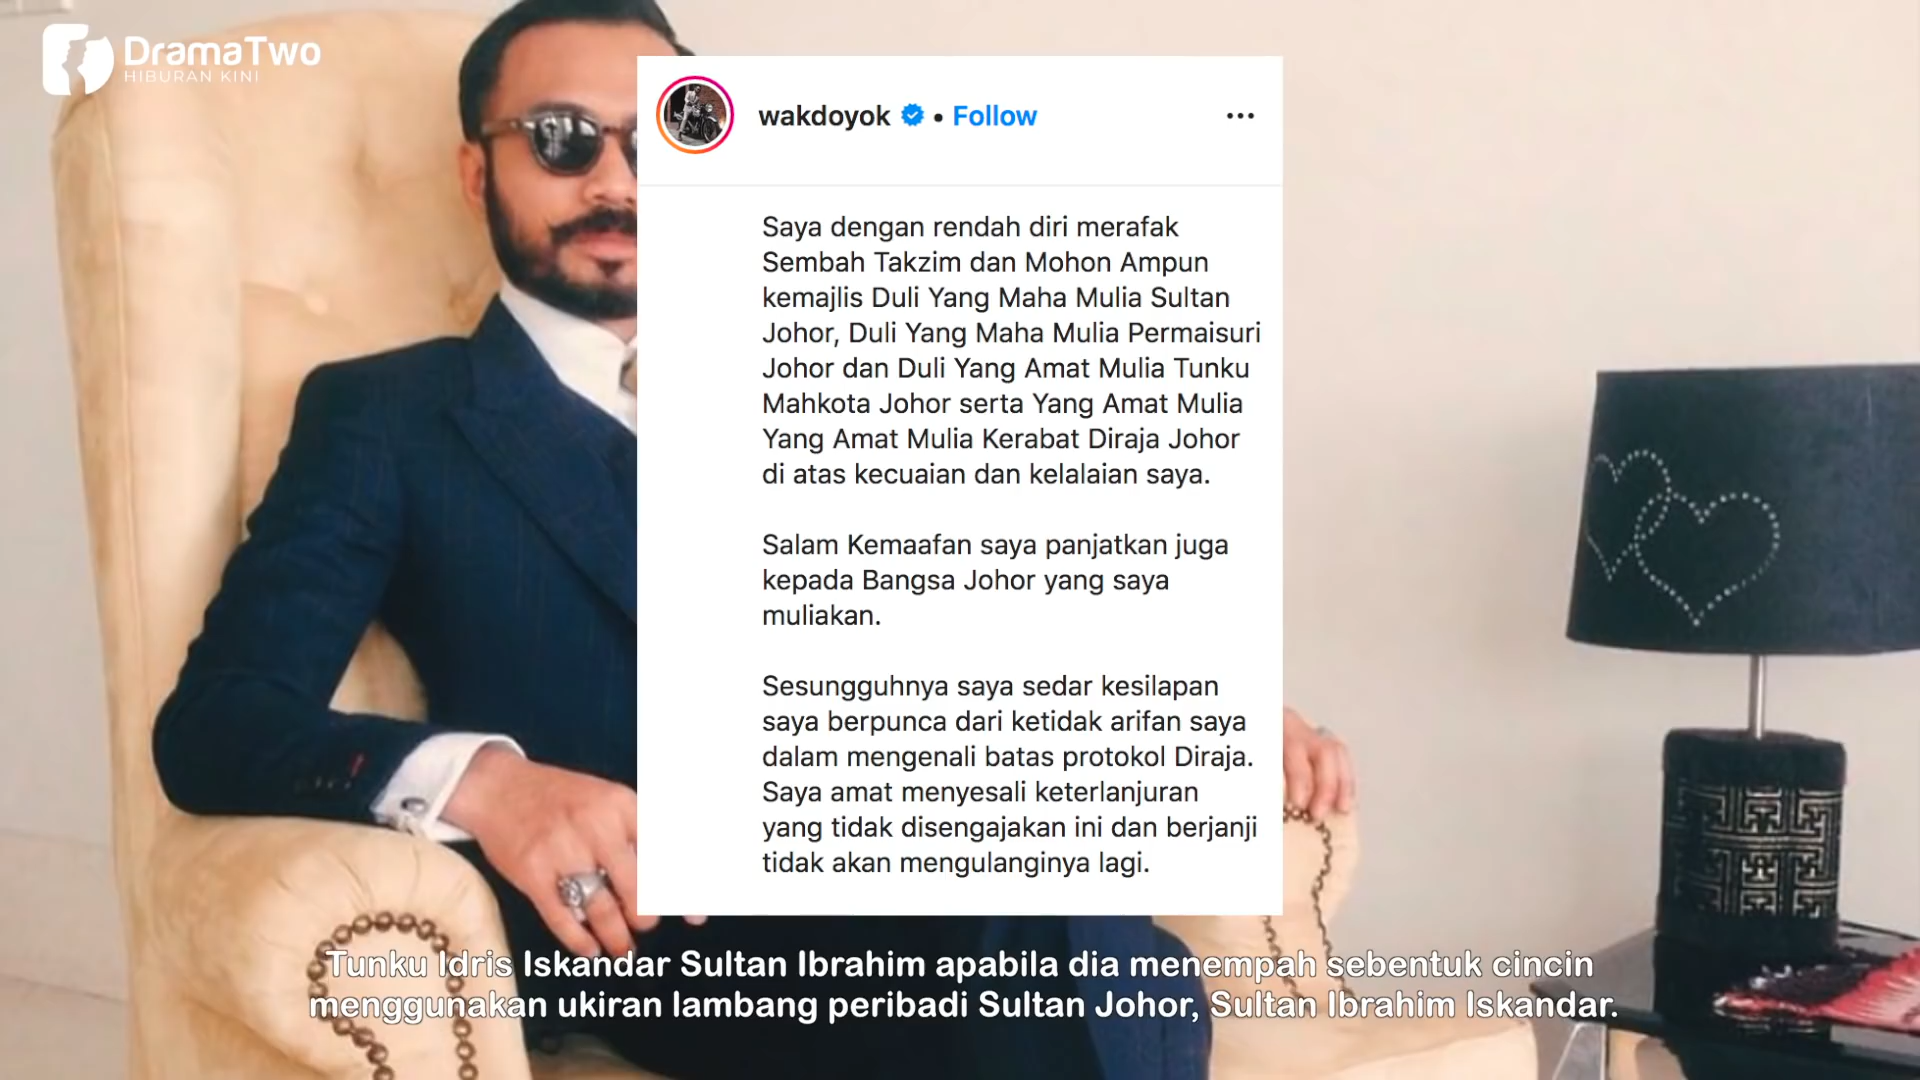 DramaTwo
HIBURAN KINI
wakdoyok • Follow
Saya dengan rendah diri merafak
Sembah Takzim dan Mohon Ampun
kemajlis Duli Yang Maha Mulia Sultan
Johor, Duli Yang Maha Mulia Permaisuri
Johor dan Duli Yang Amat Mulia Tunku
Mahkota Johor serta Yang Amat Mulia
Yang Amat Mulia Kerabat Diraja Johor
di atas kecuaian dan kelalaian saya.
Salam Kemaafan saya panjatkan juga
kepada Bangsa Johor yang saya
muliakan.
Sesungguhnya saya sedar kesilapan
saya berpunca dari ketidak arifan saya
dalam mengenali batas protokol Diraja.
Saya amat menyesali keterlanjuran
yang tidak disengajakan ini dan berjanji
tidak akan mengulanginya lagi.
Tunku Idris Iskandar Sultan Ibrahim apabila dia menempah sebentuk cincin
menggunakan ukiran lambang peribadi Sultan Johor, Sultan Ibrahim Iskandar.